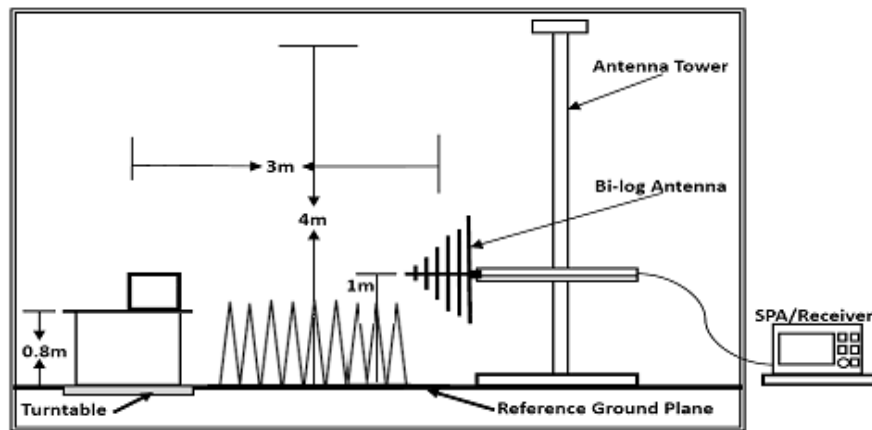 Antenna Tower
3m
Bi-log Antenna
4m
1m
SPA/Receiver
0.8m
Turntable
Reference Ground Plane